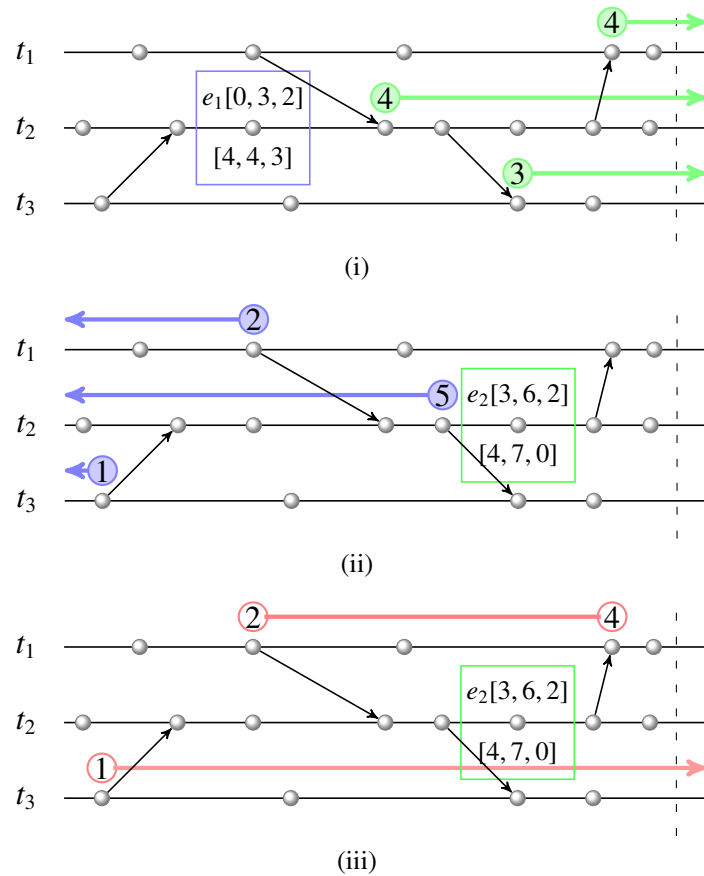 4
t₁
e₁[0, 3, 2] 4
t₂
[4, 4, 3]
3
t₃
(i)
2
t₁
5 e₂[3, 6, 2]
t₂
1 [4, 7, 0]
t₃
(ii)
2 4
t₁
e₂[3, 6, 2]
t₂
1 [4, 7, 0]
t₃
(iii)